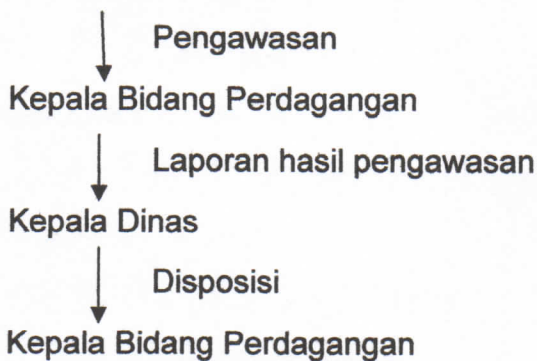 Pengawasan
Kepala Bidang Perdagangan
Laporan hasil pengawasan
Kepala Dinas
Disposisi
Kepala Bidang Perdagangan